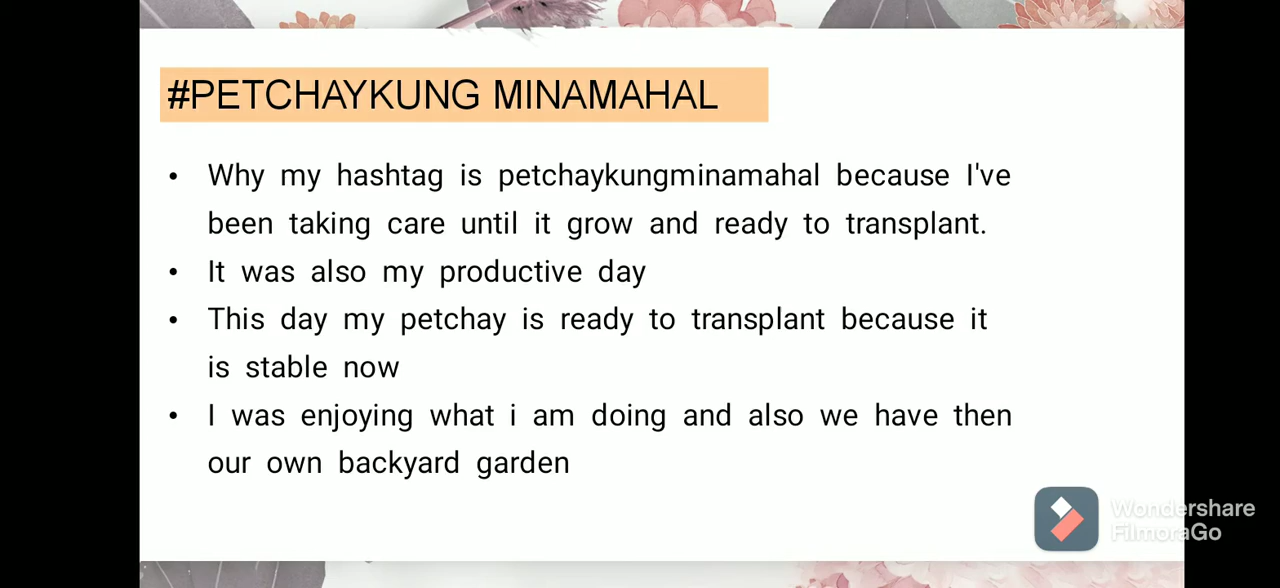 #PETCHAYKUNG MINAMAHAL
• Why my hashtag is petchaykungminamahal because I've
been taking care until it grow and ready to transplant.
• It was also my productive day
• This day my petchay is ready to transplant because it
is stable now
• I was enjoying what i am doing and also we have then
our own backyard garden
Wondershare
FilmoraGo